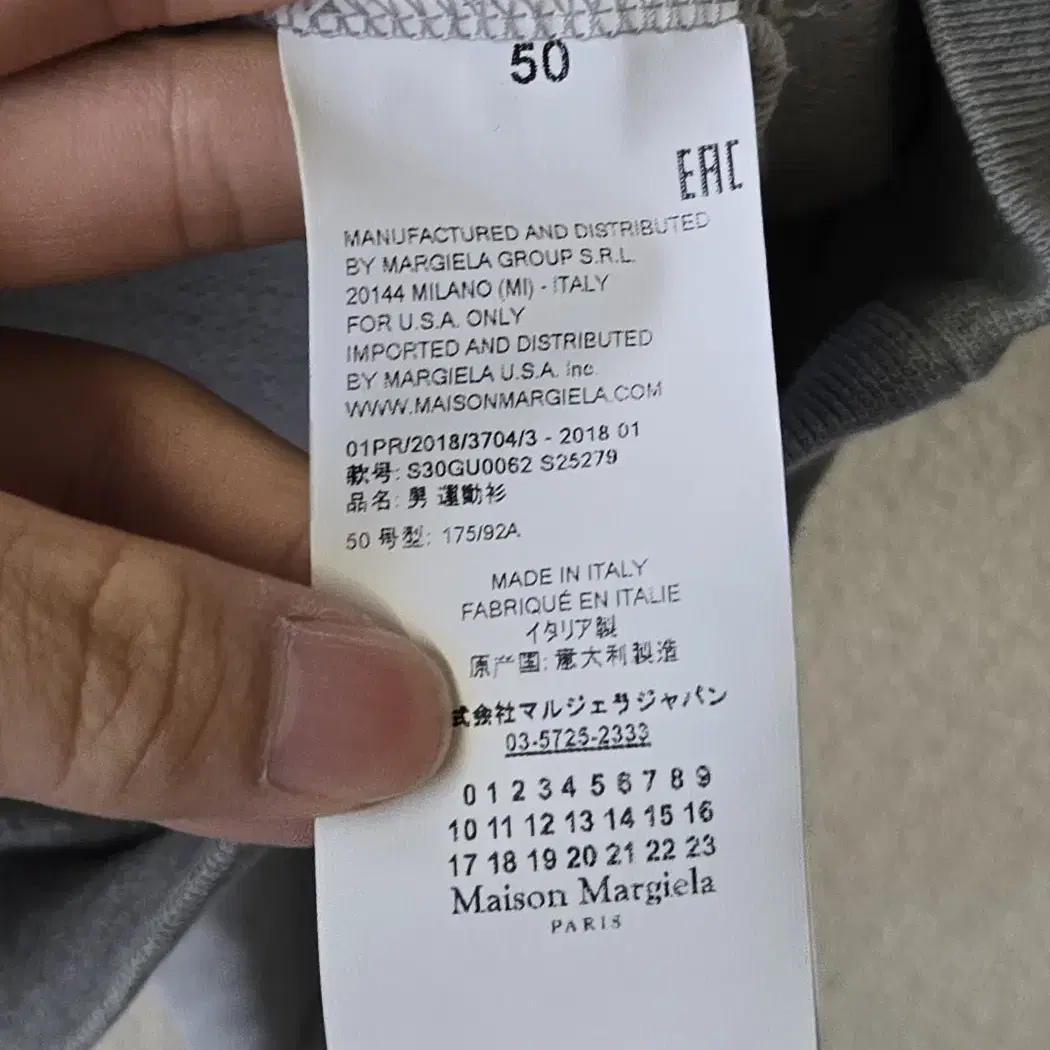 50
EAC
MANUFACTURED AND DISTRIBUTED
BY MARGIELA GROUP S.R.L.
20144 MILANO (MI) - ITALY
FOR U.S.A. ONLY
IMPORTED AND DISTRIBUTED
BY MARGIELA U.S.A. Inc.
WWW.MAISONMARGIELA.COM
01PR/2018/3704/3 - 2018 01
款号: S30GU0062 S25279
品名: 男 運動衫
50 号型: 175/92A
MADE IN ITALY
FABRIQUÉ EN ITALIE
イタリア製
原产国: 意大利製造
式会社マルジェラジャパン
03-5725-2333
0 1 2 3 4 5 6 7 8 9
10 11 12 13 14 15 16
17 18 19 20 21 22 23
Maison Margiela
PARIS